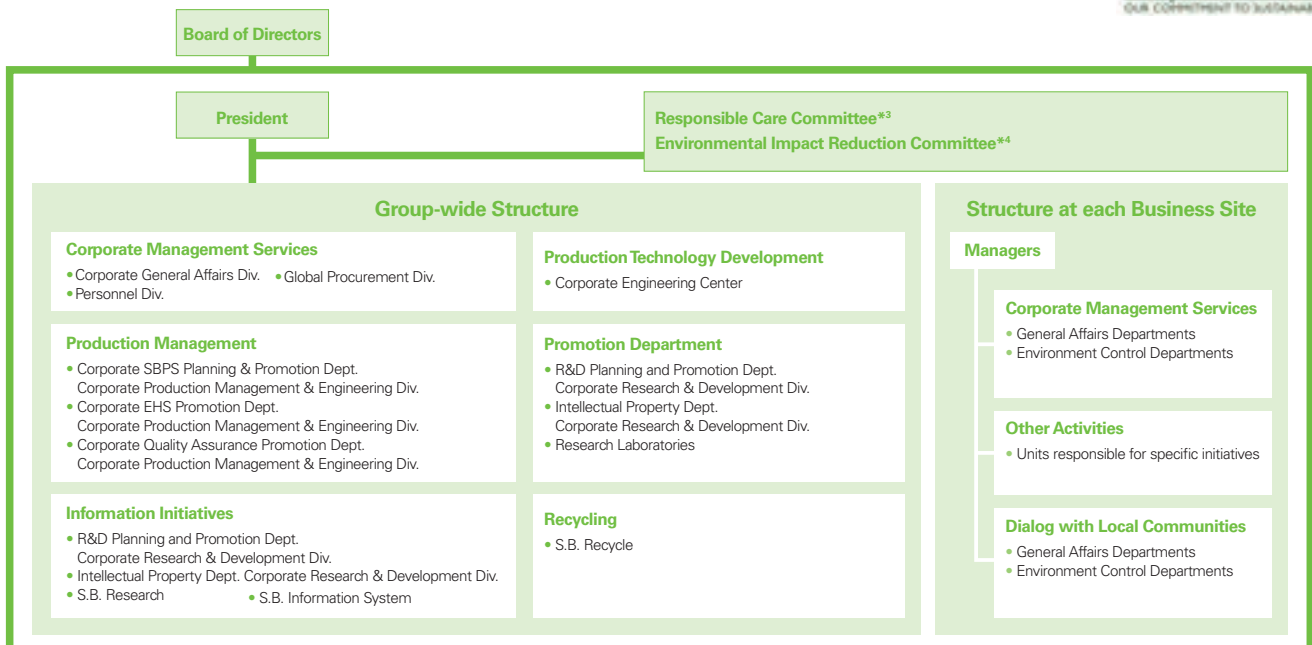 OUR COMMITMENT TO SUSTAINAB
Board of Directors
President
Responsible Care Committee*3
Environmental Impact Reduction Committee*4
Group-wide Structure
Corporate Management Services
• Corporate General Affairs Div. • Global Procurement Div.
• Personnel Div.
Production Technology Development
• Corporate Engineering Center
Production Management
• Corporate SBPS Planning & Promotion Dept.
Corporate Production Management & Engineering Div.
• Corporate EHS Promotion Dept.
Corporate Production Management & Engineering Div.
• Corporate Quality Assurance Promotion Dept.
Corporate Production Management & Engineering Div.
Promotion Department
• R&D Planning and Promotion Dept.
Corporate Research & Development Div.
• Intellectual Property Dept.
Corporate Research & Development Div.
• Research Laboratories
Information Initiatives
• R&D Planning and Promotion Dept.
Corporate Research & Development Div.
• Intellectual Property Dept. Corporate Research & Development Div.
• S.B. Research • S.B. Information System
Recycling
• S.B. Recycle
Structure at each Business Site
Managers
Corporate Management Services
• General Affairs Departments
• Environment Control Departments
Other Activities
• Units responsible for specific initiatives
Dialog with Local Communities
• General Affairs Departments
• Environment Control Departments